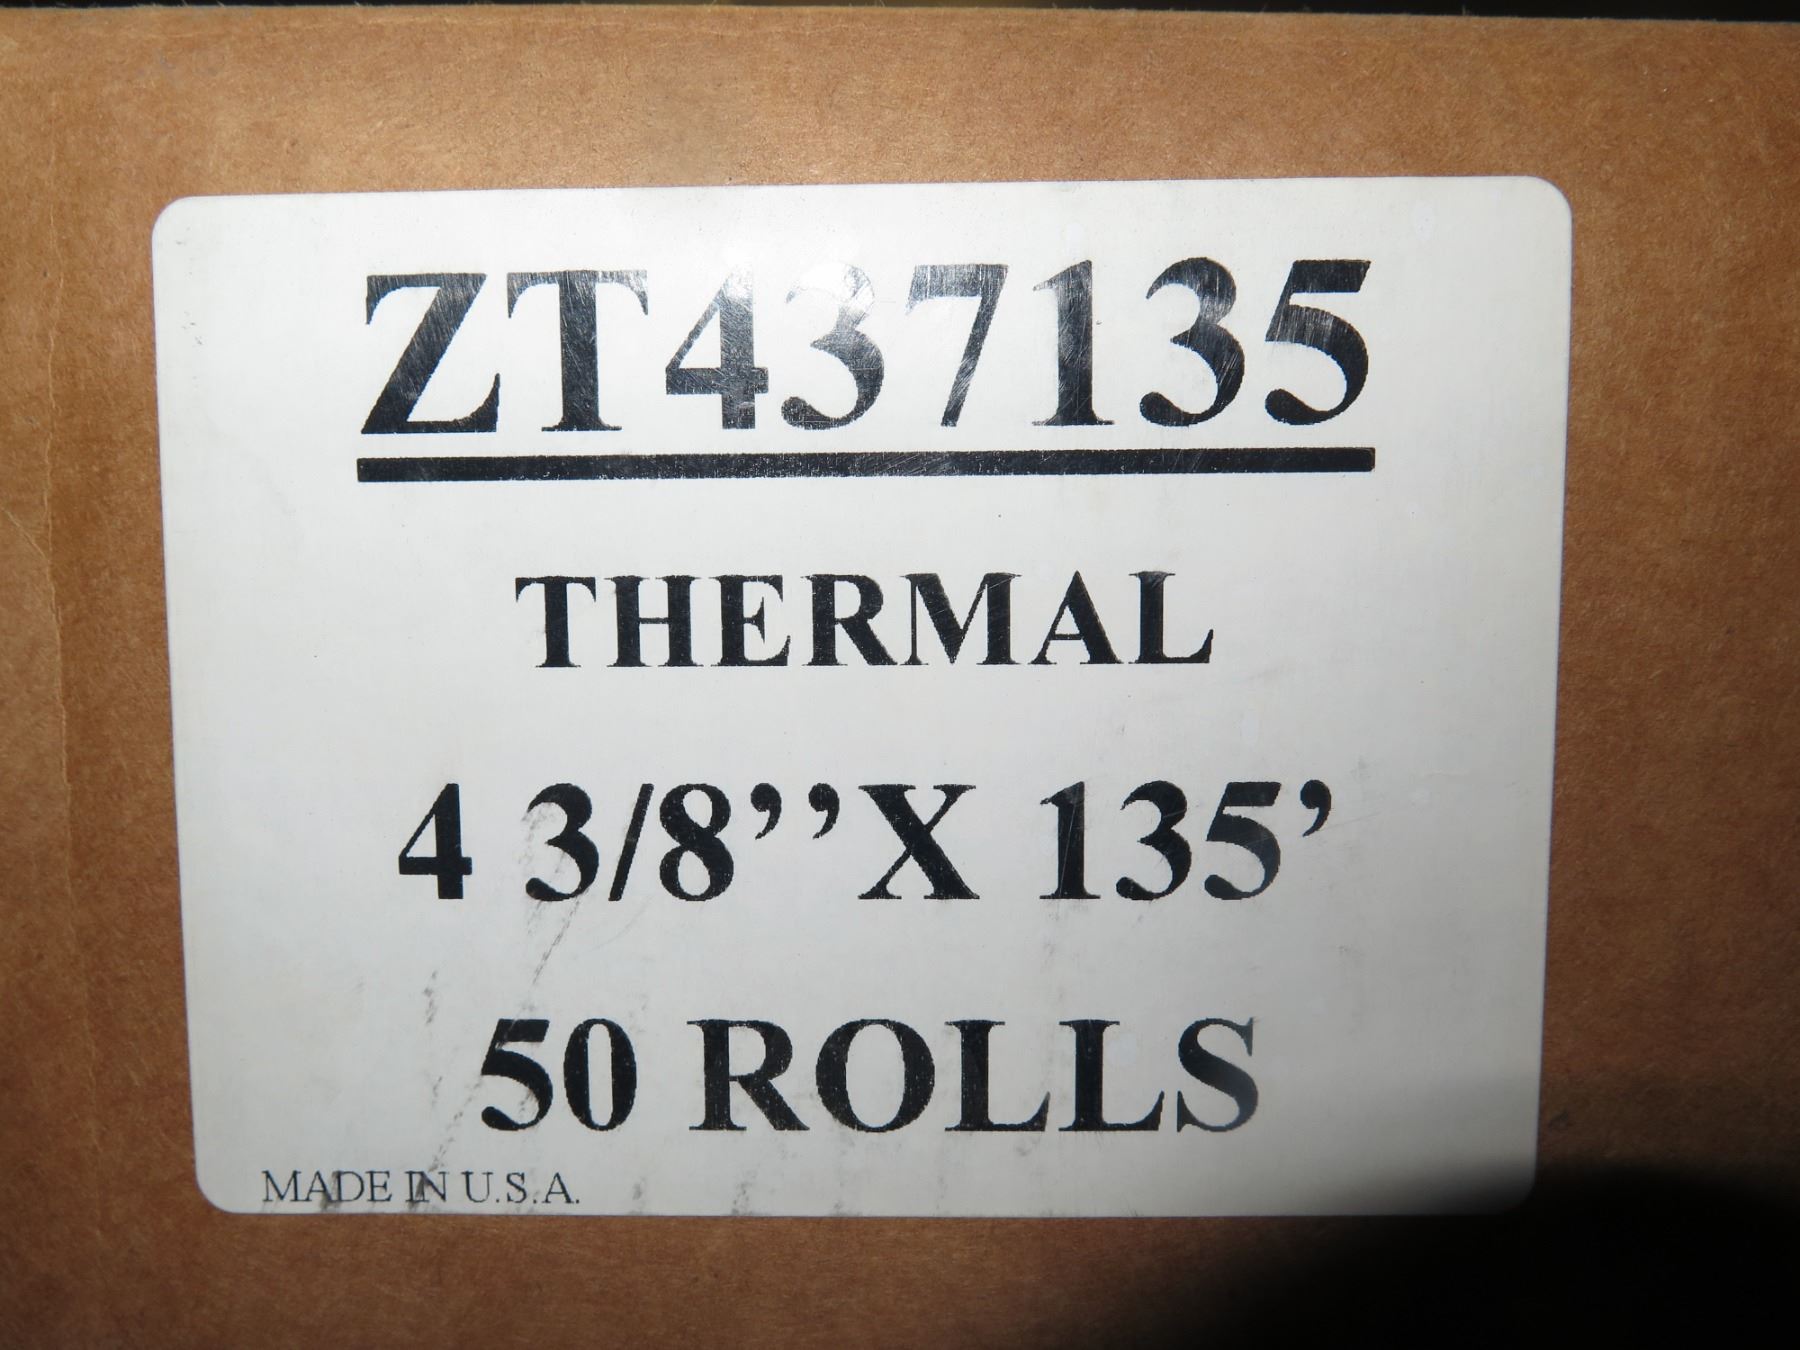 ZT437135
THERMAL
4 3/8’’X 135’
50 ROLLS
MADE IN U.S.A.